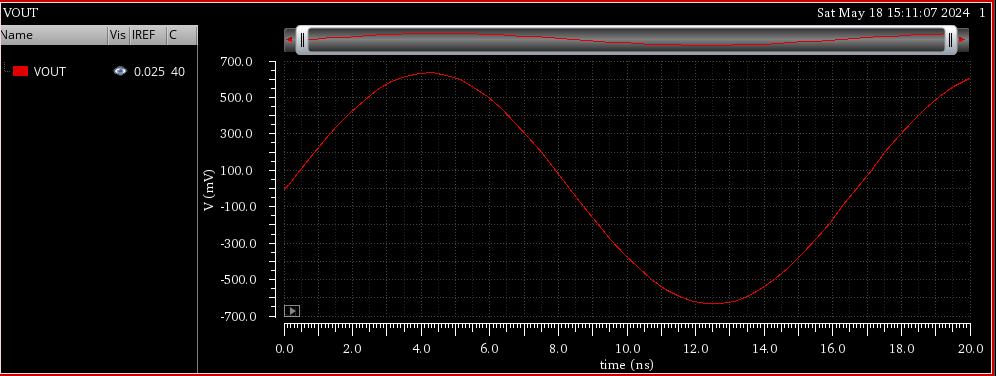 VOUT
Sat May 18 15:11:07 2024 1
Name Vis IREF C
VOUT 0.025 40
700.0
500.0
300.0
100.0
-100.0
-300.0
-500.0
-700.0
V (mV)
0.0 2.0 4.0 6.0 8.0 10.0 12.0 14.0 16.0 18.0 20.0
time (ns)